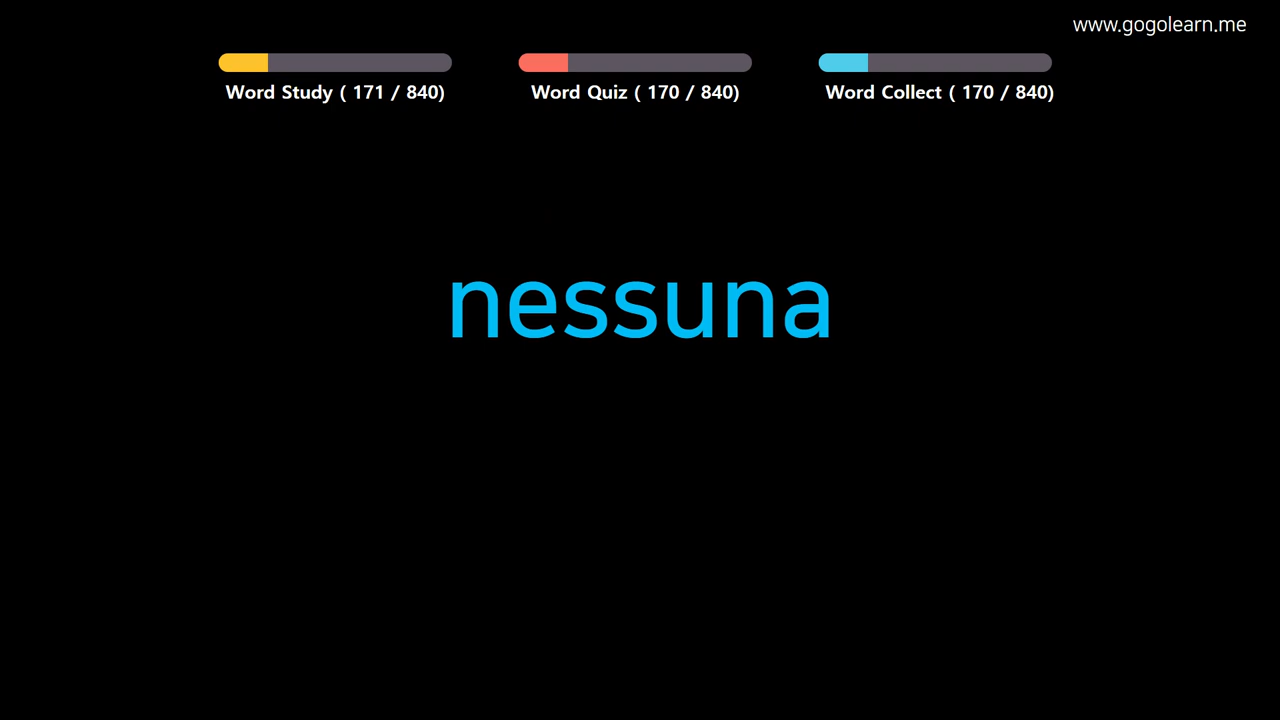 www.gogolearn.me
Word Study ( 171 / 840)
Word Quiz ( 170 / 840)
Word Collect ( 170 / 840)
nessuna